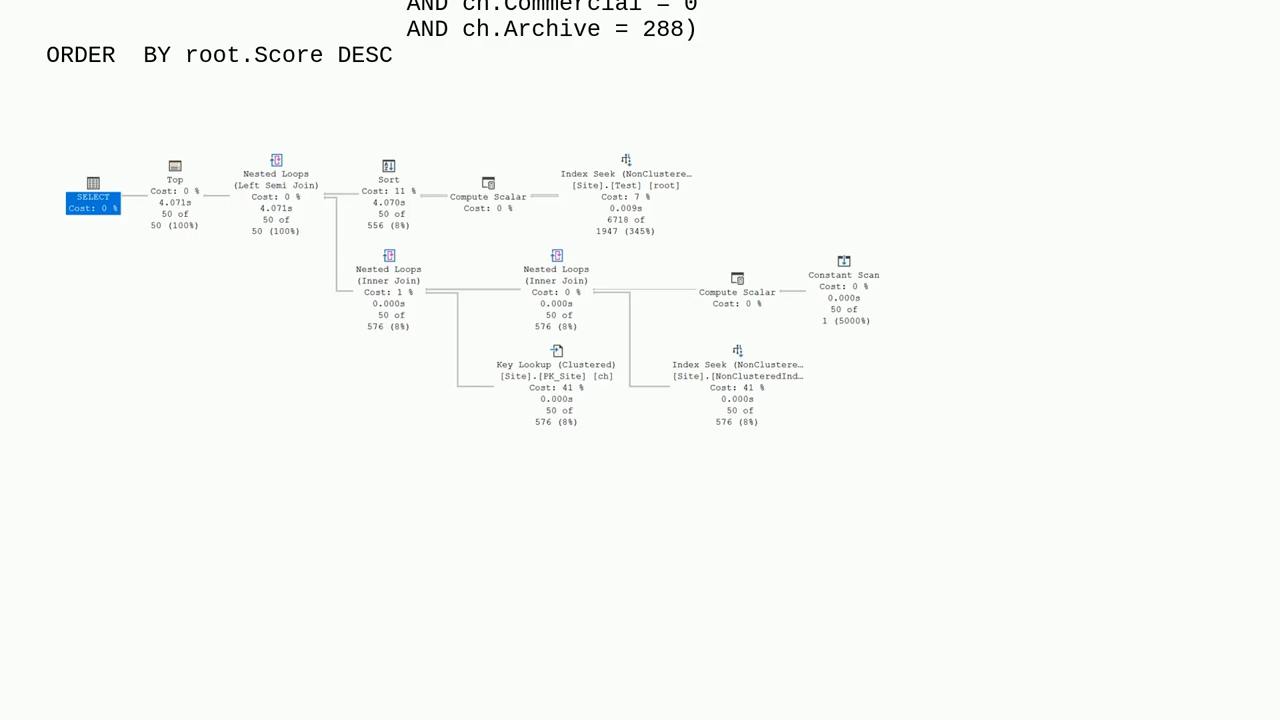 AND ch.Commercial = 0
AND ch.Archive = 288)
ORDER  BY root.Score DESC
SELECT
Cost: 0 %
Top
Cost: 0 %
4.071s
50 of
50 (100%)
Nested Loops
(Left Semi Join)
Cost: 0 %
4.071s
50 of
50 (100%)
Sort
Cost: 11 %
4.070s
50 of
556 (8%)
Compute Scalar
Cost: 0 %
Index Seek (NonClustere…
[Site].[Test] [root]
Cost: 7 %
0.009s
6718 of
1947 (345%)
Nested Loops
(Inner Join)
Cost: 1 %
0.000s
50 of
576 (8%)
Nested Loops
(Inner Join)
Cost: 0 %
0.000s
50 of
576 (8%)
Compute Scalar
Cost: 0 %
Constant Scan
Cost: 0 %
0.000s
50 of
1 (5000%)
Key Lookup (Clustered)
[Site].[PK_Site] [ch]
Cost: 41 %
0.000s
50 of
576 (8%)
Index Seek (NonClustere…
[Site].[NonClusteredInd…
Cost: 41 %
0.000s
50 of
576 (8%)